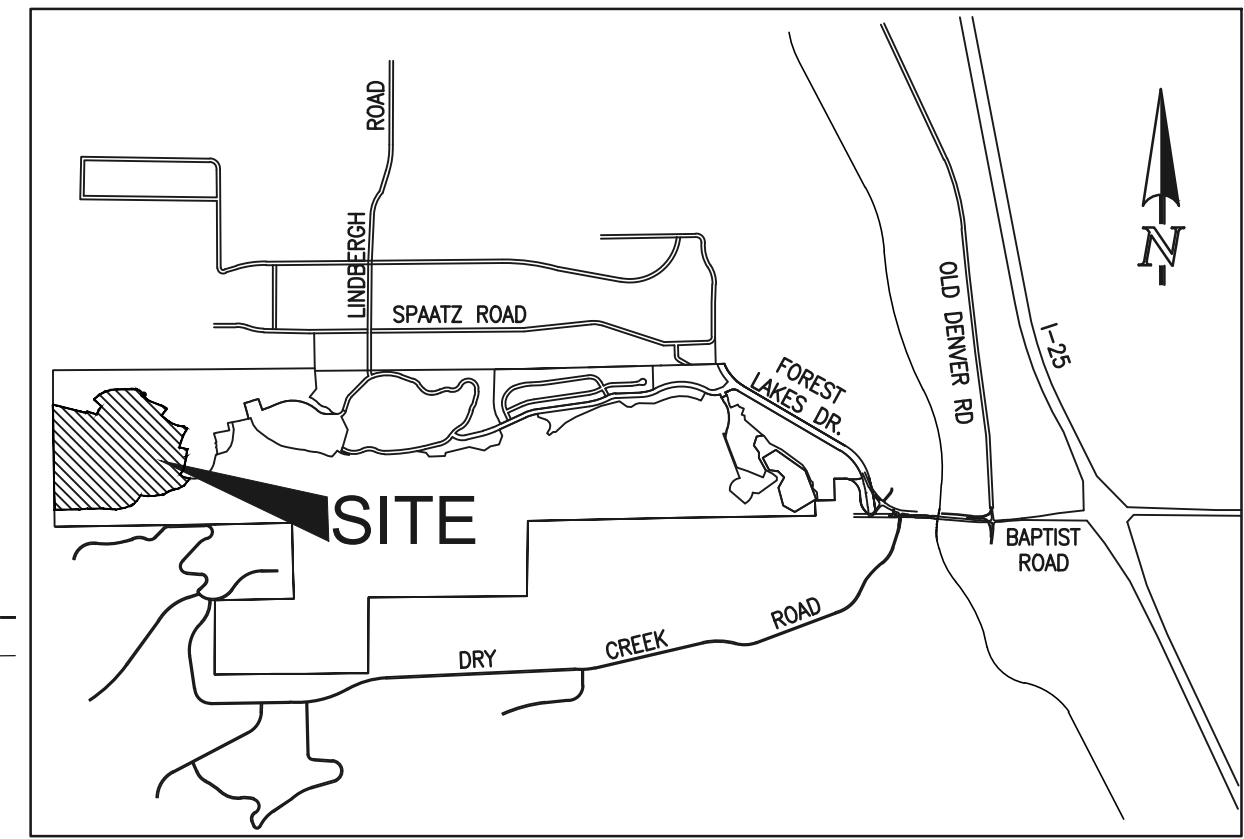 LINDBERGH ROAD
SPAATZ ROAD
FOREST
LAKES DR.
OLD DENVER RD
I-25
N
SITE
BAPTIST
ROAD
DRY CREEK ROAD